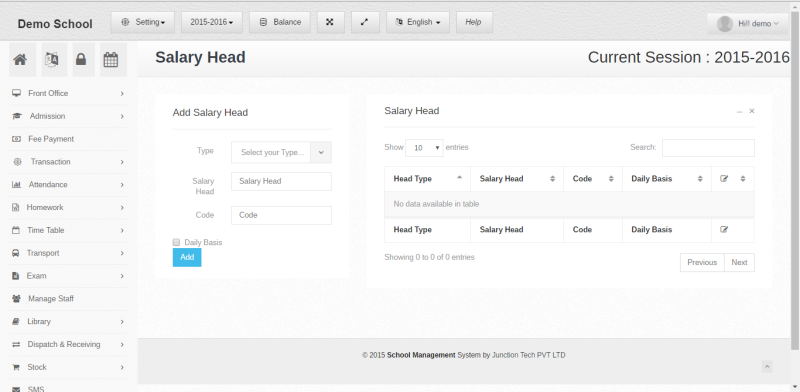 Demo School
Setting
2015-2016
Balance
English
Help
Hi!! demo
Salary Head
Current Session : 2015-2016
Front Office
Admission
Fee Payment
Transaction
Attendance
Homework
Time Table
Transport
Exam
Manage Staff
Library
Dispatch & Receiving
Stock
SMS
Add Salary Head
Type
Select your Type...
Salary Head
Salary Head
Code
Code
Daily Basis
Add
Salary Head
Show 10 entries
Search:
Head Type Salary Head Code Daily Basis
No data available in table
Head Type Salary Head Code Daily Basis
Showing 0 to 0 of 0 entries
Previous Next
© 2015 School Management System by Junction Tech PVT LTD